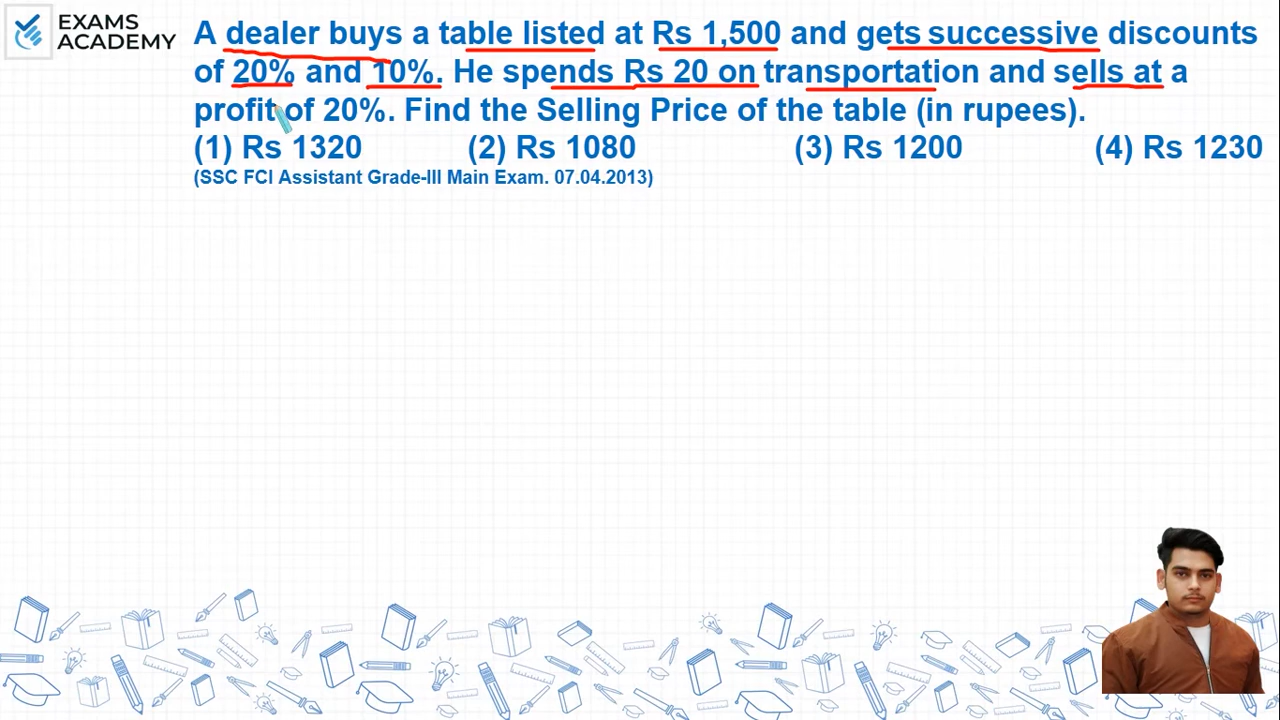 EXAMS
ACADEMY
A dealer buys a table listed at Rs 1,500 and gets successive discounts
of 20% and 10%. He spends Rs 20 on transportation and sells at a
profit of 20%. Find the Selling Price of the table (in rupees).
(1) Rs 1320 (2) Rs 1080 (3) Rs 1200 (4) Rs 1230
(SSC FCI Assistant Grade-III Main Exam. 07.04.2013)